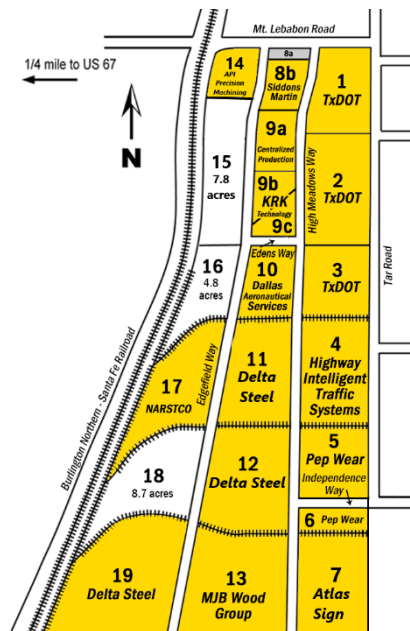 Mt. Lebabon Road
1/4 mile to US 67
N
8a
14
API
Precision
Machining
8b
Siddons
Martin
1
TxDOT
9a
Centralized
Production
15
7.8
acres
High Meadows Way
9b
KRK
Technology
9c
2
TxDOT
Tar Road
Edens Way
16
4.8
acres
10
Dallas
Aeronautical
Services
3
TxDOT
Burlington Northern - Santa Fe Railroad
Edgefield Way
11
Delta
Steel
4
Highway
Intelligent
Traffic
Systems
17
NARSTCO
5
Pep Wear
Independence
Way
18
8.7 acres
12
Delta Steel
6 Pep Wear
19
Delta Steel
13
MJB Wood
Group
7
Atlas
Sign